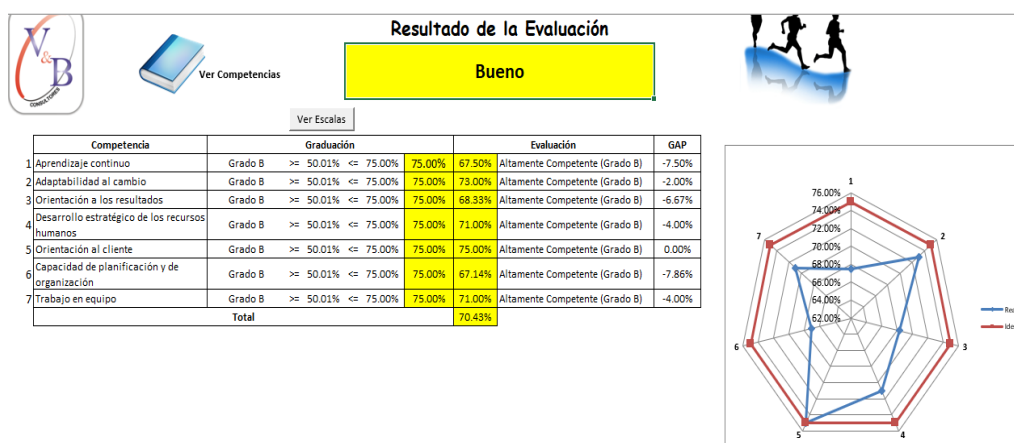 Resultado de la Evaluación
V&B
CONSULTORES
Ver Competencias
Bueno
Ver Escalas
Competencia Graduación Evaluación GAP
1 Aprendizaje continuo Grado B >= 50.01% <= 75.00% 75.00% 67.50% Altamente Competente (Grado B) -7.50%
2 Adaptabilidad al cambio Grado B >= 50.01% <= 75.00% 75.00% 73.00% Altamente Competente (Grado B) -2.00%
3 Orientación a los resultados Grado B >= 50.01% <= 75.00% 75.00% 68.33% Altamente Competente (Grado B) -6.67%
4 Desarrollo estratégico de los recursos
humanos Grado B >= 50.01% <= 75.00% 75.00% 71.00% Altamente Competente (Grado B) -4.00%
5 Orientación al cliente Grado B >= 50.01% <= 75.00% 75.00% 75.00% Altamente Competente (Grado B) 0.00%
6 Capacidad de planificación y de
organización Grado B >= 50.01% <= 75.00% 75.00% 67.14% Altamente Competente (Grado B) -7.86%
7 Trabajo en equipo Grado B >= 50.01% <= 75.00% 75.00% 71.00% Altamente Competente (Grado B) -4.00%
Total 70.43%
1
76.00%
74.00%
7 2
72.00%
70.00%
68.00%
66.00%
64.00%
62.00%
6 3
5 4